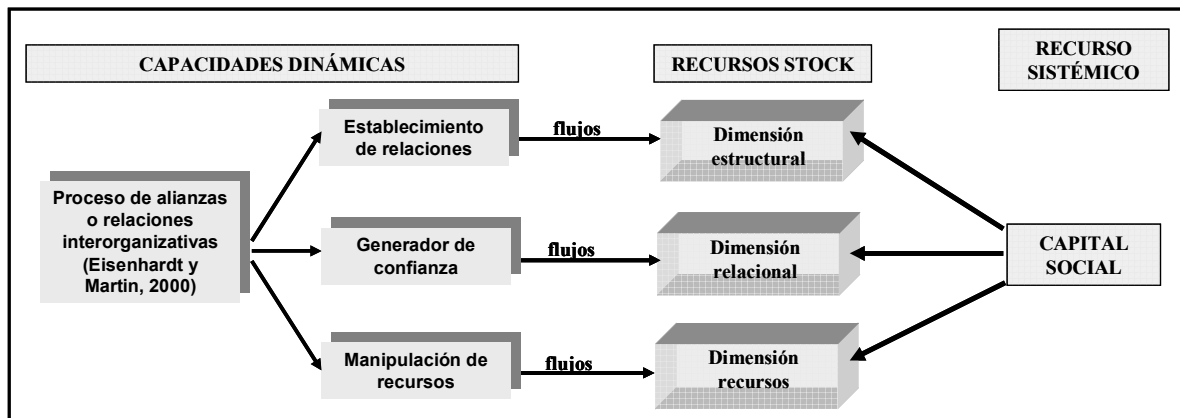 CAPACIDADES DINÁMICAS
RECURSOS STOCK
RECURSO
SISTÉMICO
Proceso de alianzas
o relaciones
interorganizativas
(Eisenhardt y
Martin, 2000)
Establecimiento
de relaciones
flujos
Dimensión
estructural
Generador de
confianza
flujos
Dimensión
relacional
Manipulación de
recursos
flujos
Dimensión
recursos
CAPITAL
SOCIAL